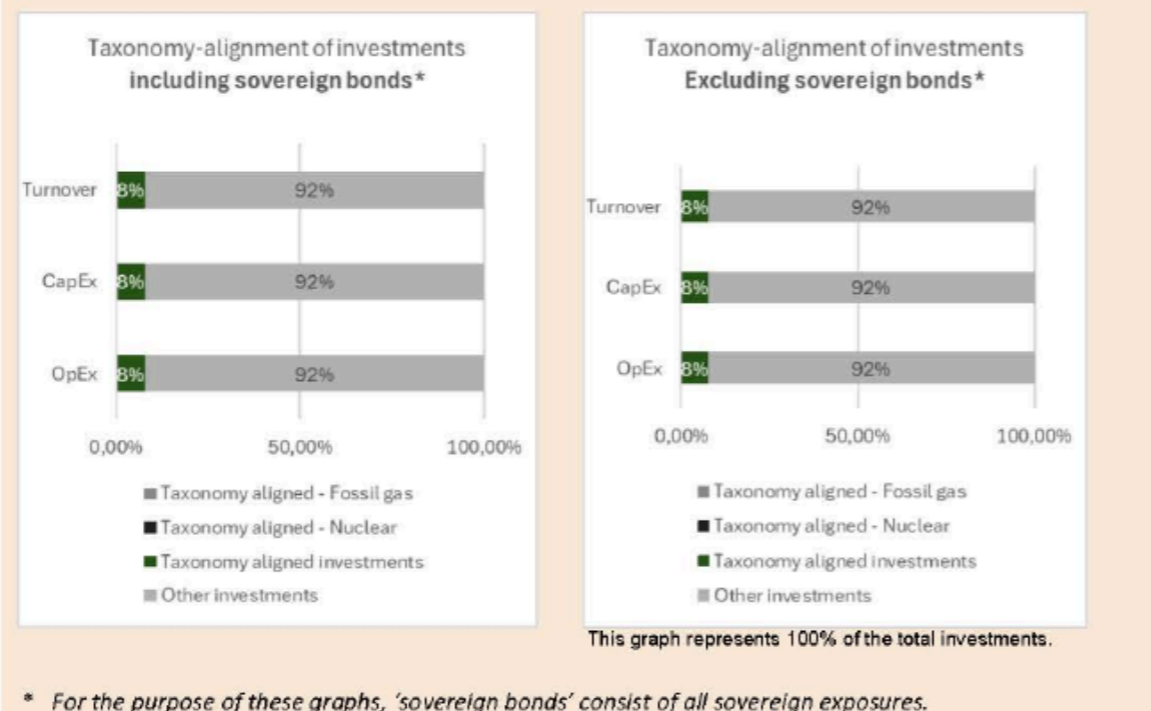 Taxonomy-alignment of investments
including sovereign bonds*
Turnover 8% 92%
CapEx 8% 92%
OpEx 8% 92%
0,00% 50,00% 100,00%
Taxonomy aligned - Fossil gas
Taxonomy aligned - Nuclear
Taxonomy aligned investments
Other investments
Taxonomy-alignment of investments
Excluding sovereign bonds*
Turnover 8% 92%
CapEx 8% 92%
OpEx 8% 92%
0,00% 50,00% 100,00%
Taxonomy aligned - Fossil gas
Taxonomy aligned - Nuclear
Taxonomy aligned investments
Other investments
This graph represents 100% of the total investments.
* For the purpose of these graphs, ‘sovereign bonds’ consist of all sovereign exposures.